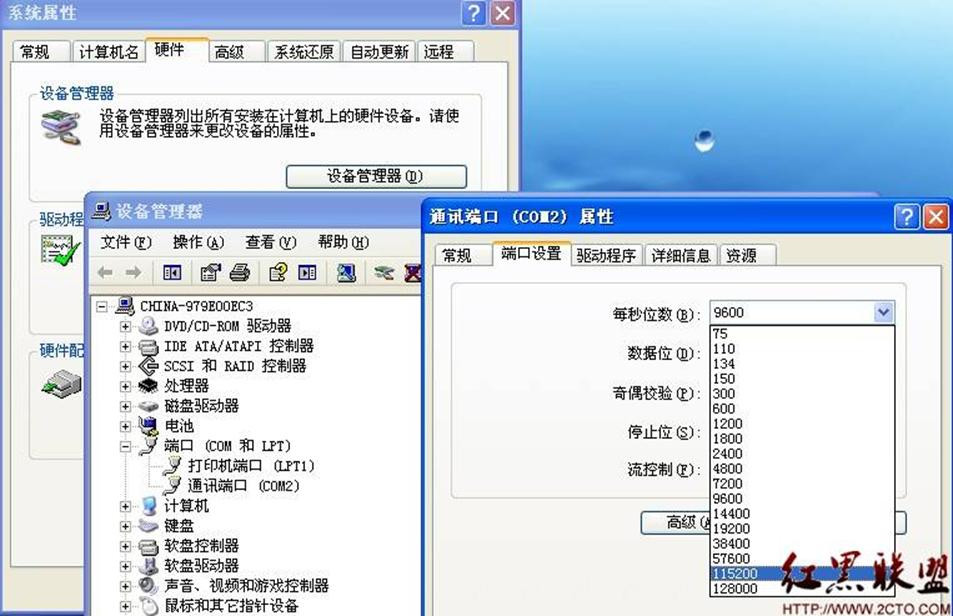 系统属性
常规
计算机名
硬件
高级
系统还原
自动更新
远程
设备管理器
设备管理器列出所有安装在计算机上的硬件设备。请使
用设备管理器来更改设备的属性。
设备管理器(D)
驱动程
硬件配
设备管理器
文件(F)
操作(A)
查看(V)
帮助(H)
CHINA-979E00EC3
DVD/CD-ROM 驱动器
IDE ATA/ATAPI 控制器
SCSI 和 RAID 控制器
处理器
磁盘驱动器
电池
端口 (COM 和 LPT)
打印机端口 (LPT1)
通讯端口 (COM2)
计算机
键盘
软盘控制器
软盘驱动器
声音、视频和游戏控制器
鼠标和其它指针设备
通讯端口 (COM2) 属性
常规
端口设置
驱动程序
详细信息
资源
每秒位数(B):
9600
数据位(D):
奇偶校验(P):
停止位(S):
流控制(F):
75
110
134
150
300
600
1200
1800
2400
4800
7200
9600
14400
19200
38400
57600
115200
128000
高级(A
红黑联盟
HTTP://WWW.2CTO.COM